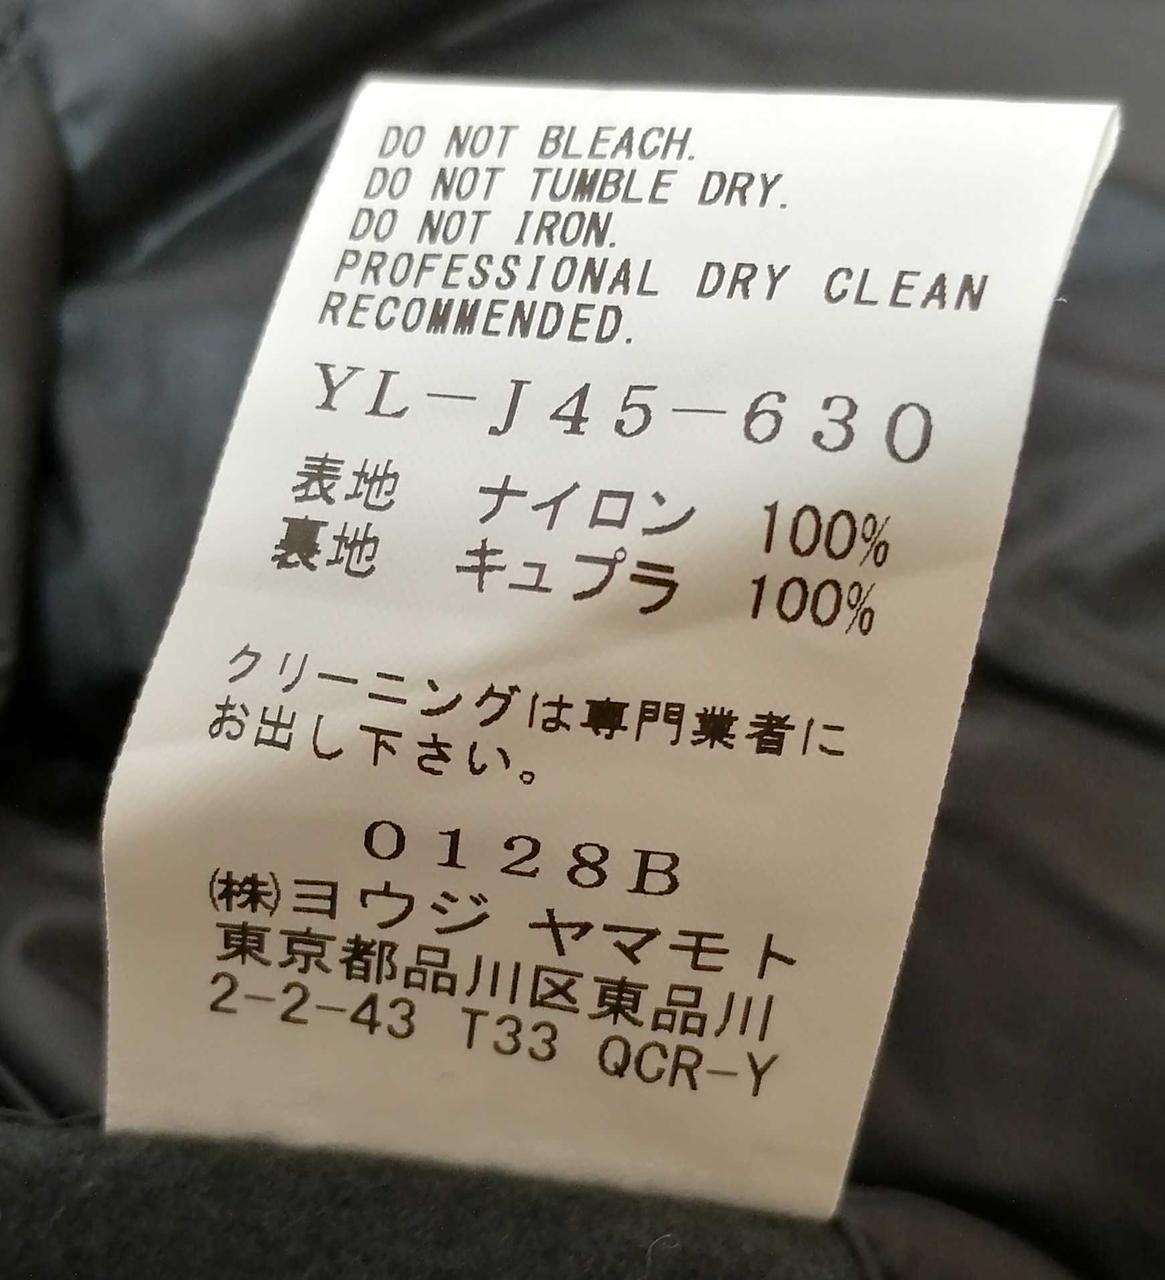 DO NOT BLEACH.
DO NOT TUMBLE DRY.
DO NOT IRON.
PROFESSIONAL DRY CLEAN
RECOMMENDED.
YL-J45-630
表地 ナイロン 100%
裏地 キュプラ 100%
クリーニングは専門業者に
お出し下さい。
0128B
(株)ヨウジ ヤマモト
東京都品川区東品川
2-2-43 T33 QCR-Y